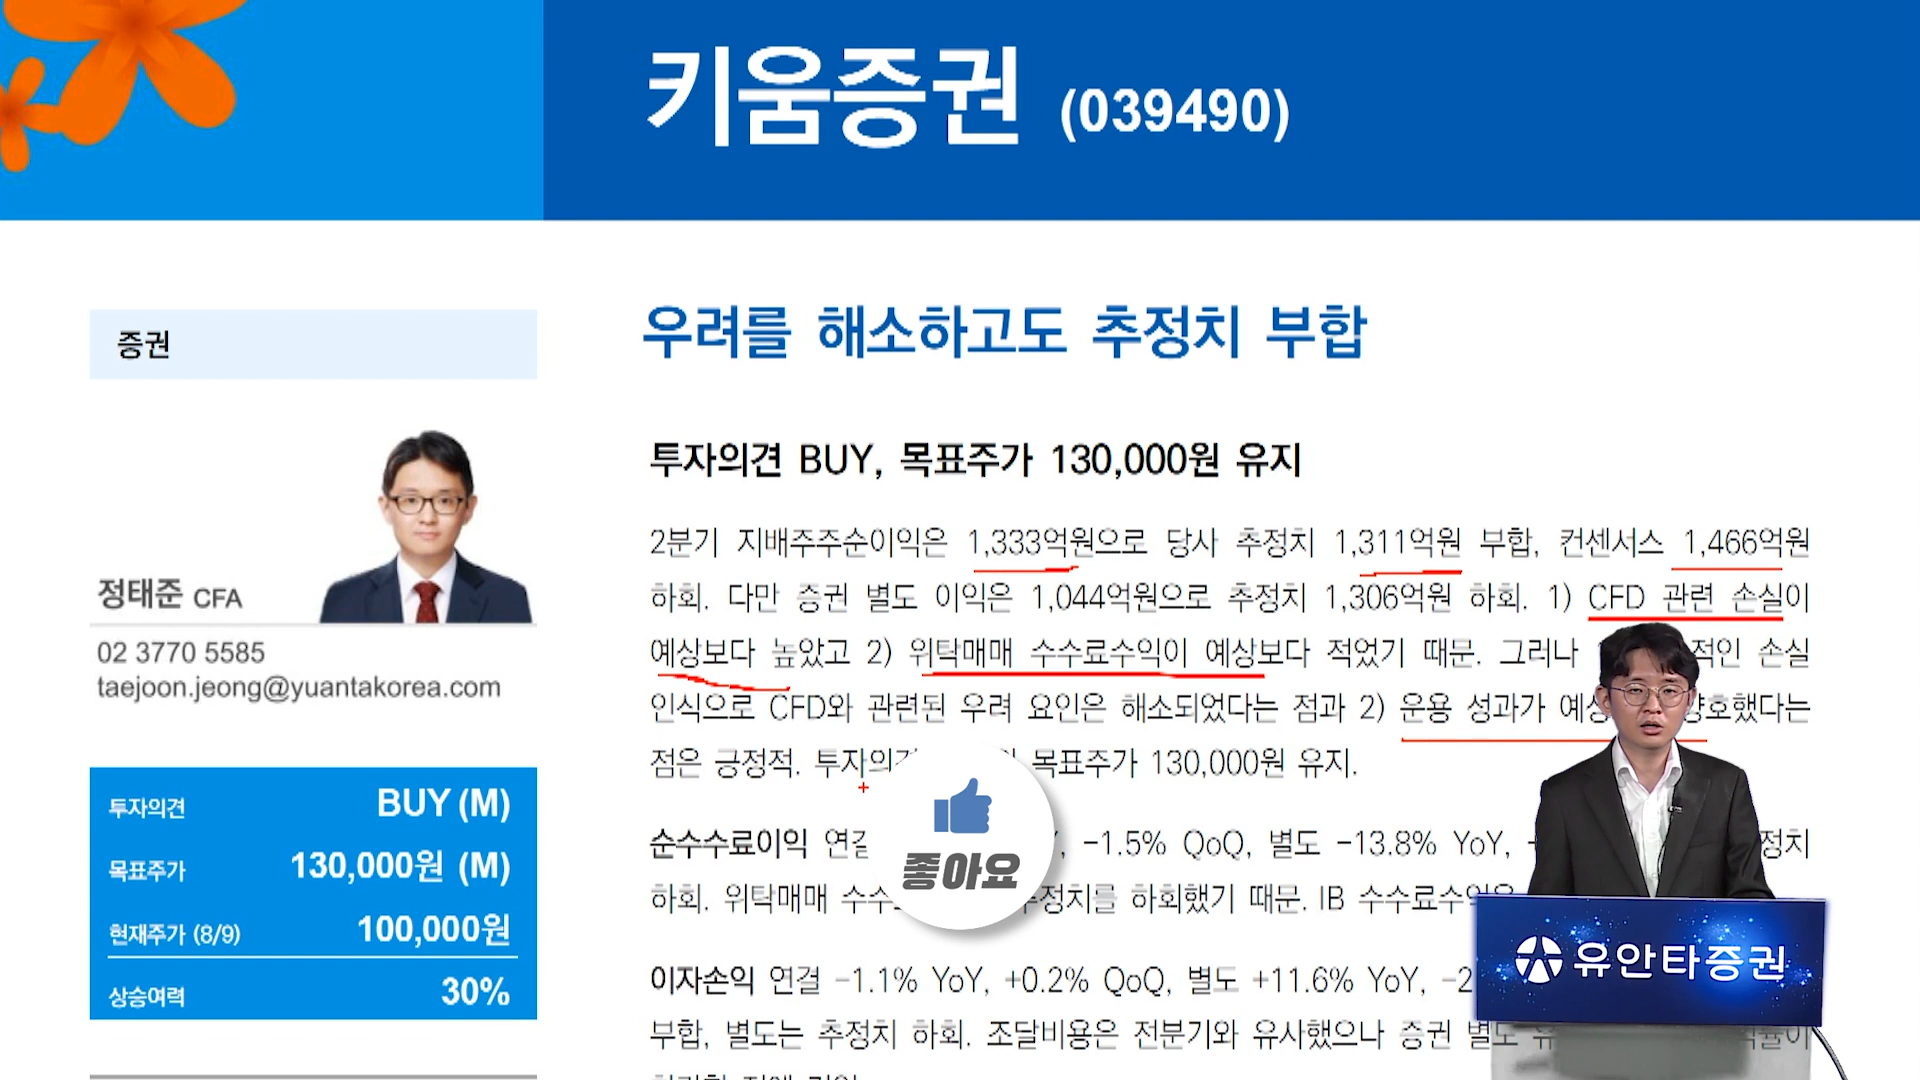 키움증권 (039490)
증권
우려를 해소하고도 추정치 부합
투자의견 BUY, 목표주가 130,000원 유지
2분기 지배주주순이익은 1,333억원으로 당사 추정치 1,311억원 부합, 컨센서스 1,466억원
하회. 다만 증권 별도 이익은 1,044억원으로 추정치 1,306억원 하회. 1) CFD 관련 손실이
예상보다 높았고 2) 위탁매매 수수료수익이 예상보다 적었기 때문. 그러나 적인 손실
인식으로 CFD와 관련된 우려 요인은 해소되었다는 점과 2) 운용 성과가 양호했다는
점은 긍정적. 투자의견 목표주가 130,000원 유지.
순수수료이익 연결 -1.5% QoQ, 별도 -13.8% YoY, 정치
하회. 위탁매매 하회했기 때문. IB
이자손익 연결 -1.1% YoY, +0.2% QoQ, 별도 +11.6% YoY,
부합, 별도는 추정치 하회. 조달비용은 전분기와 유사했으나 증권 별도
정태준 CFA
02 3770 5585
taejoon.jeong@yuantakorea.com
투자의견 BUY (M)
목표주가 130,000원 (M)
현재주가 (8/9) 100,000원
상승여력 30%
좋아요
유안타증권